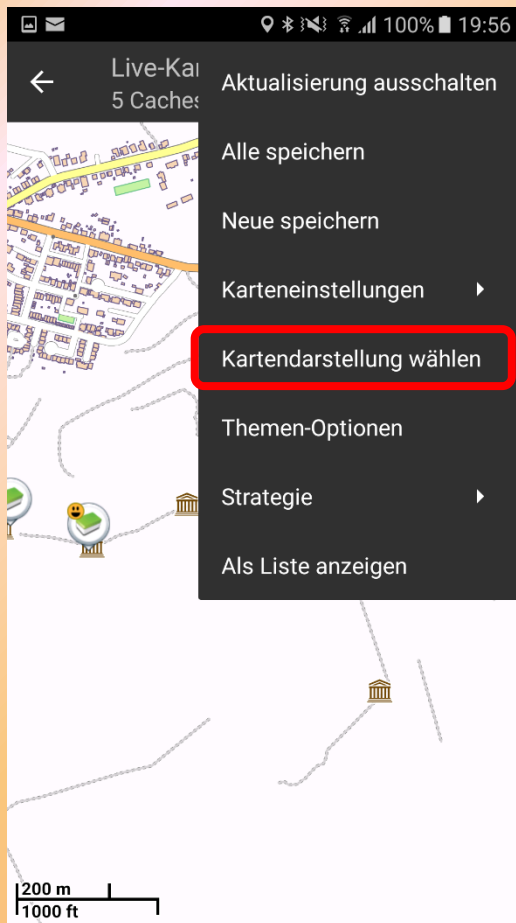 100% 19:56
Live-Kar
5 Caches
Aktualisierung ausschalten
Alle speichern
Neue speichern
Karteneinstellungen
Kartendarstellung wählen
Themen-Optionen
Strategie
Als Liste anzeigen
200 m
1000 ft